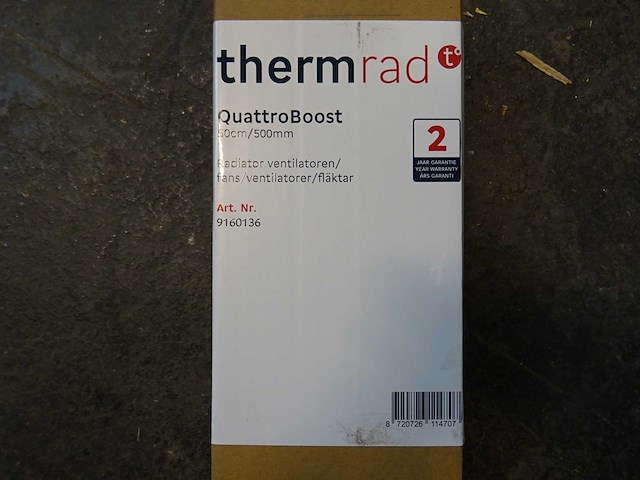 thermrad t°
QuattroBoost
50cm/500mm
Radiator ventilatoren/
fans/ventilatorer/fläktar
Art. Nr.
9160136
2
JAAR GARANTIE
YEAR WARRANTY
ÅRS GARANTI
8 720726 114707